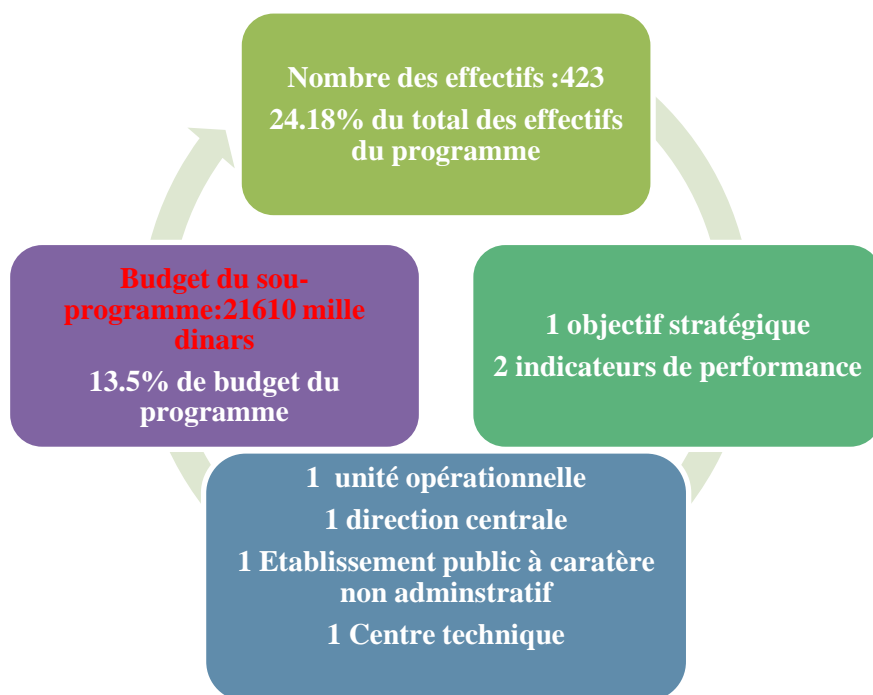 Nombre des effectifs :423
24.18% du total des effectifs
du programme
Budget du sou-
programme:21610 mille
dinars
13.5% de budget du
programme
1 objectif stratégique
2 indicateurs de performance
1 unité opérationnelle
1 direction centrale
1 Etablissement public à caratère
non adminstratif
1 Centre technique